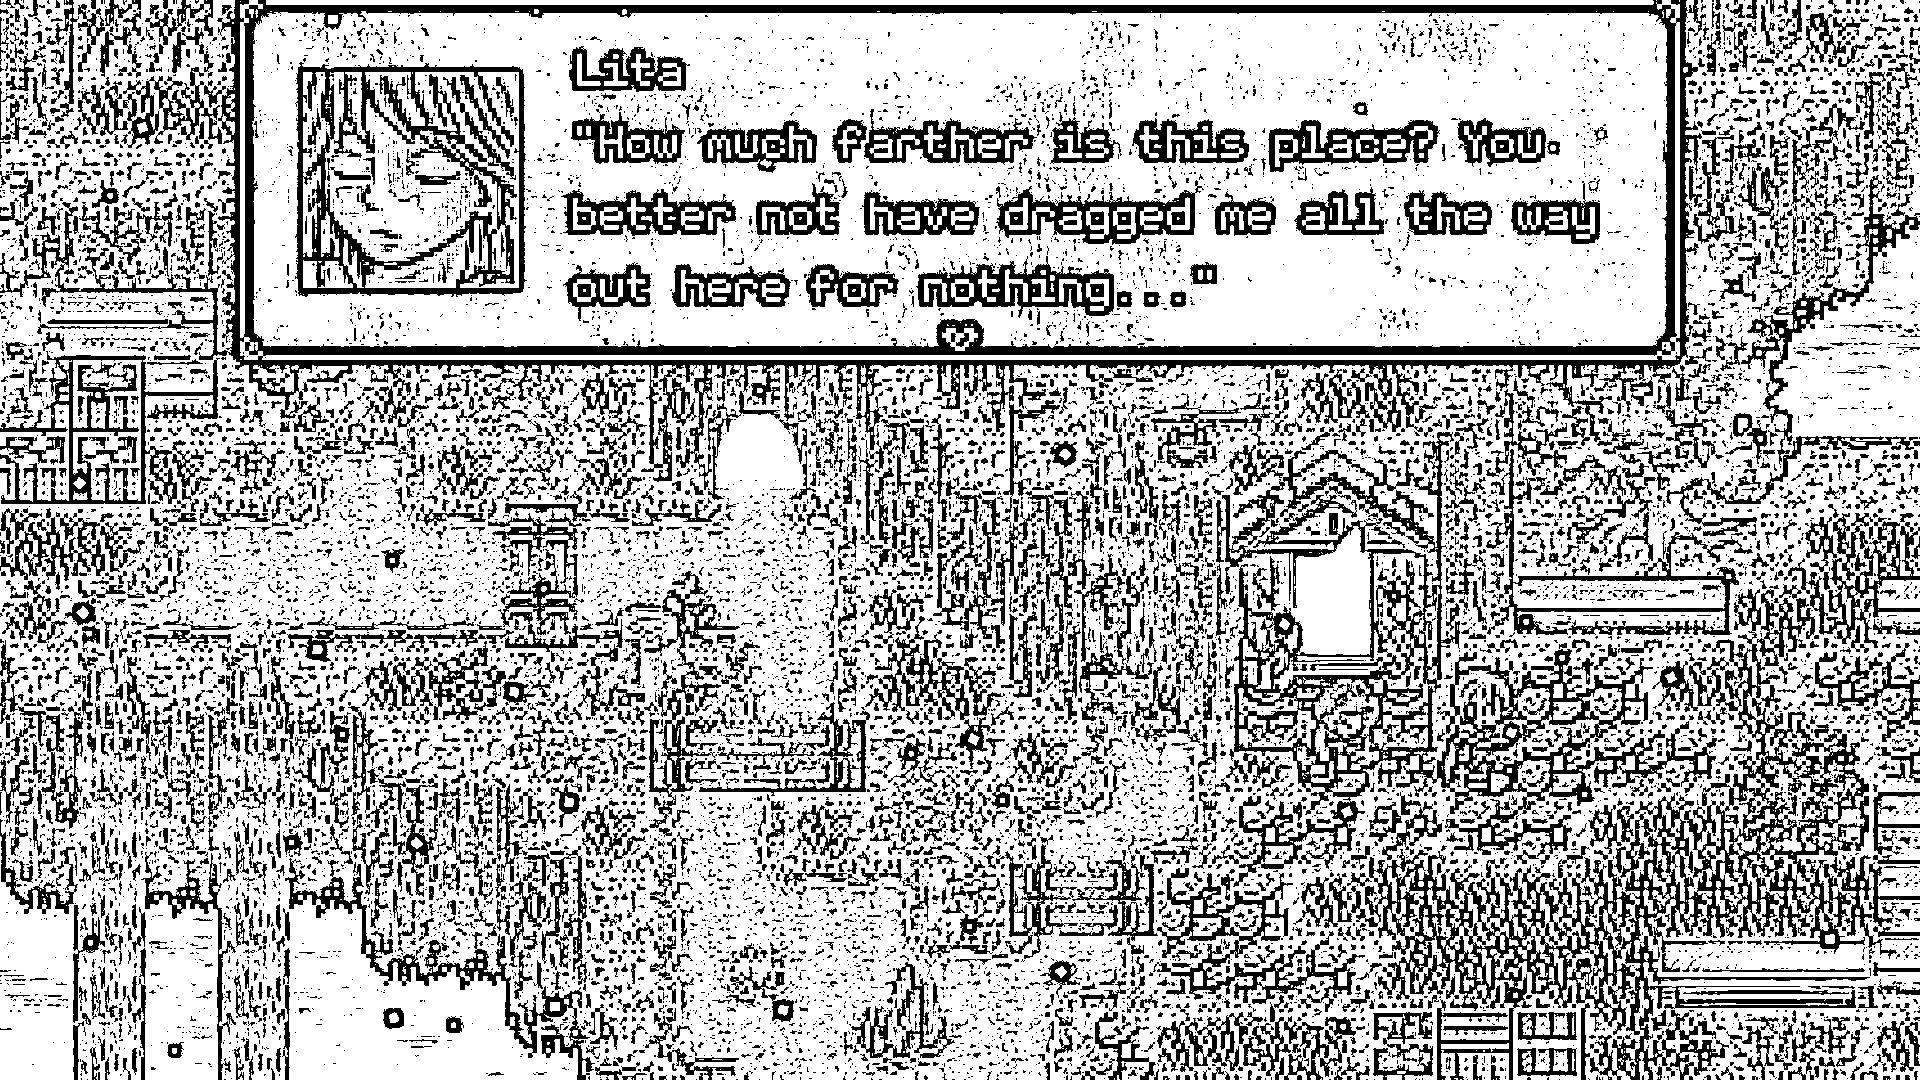 Lita
"How much farther is this place? You
better not have dragged me all the way
out here for nothing..."